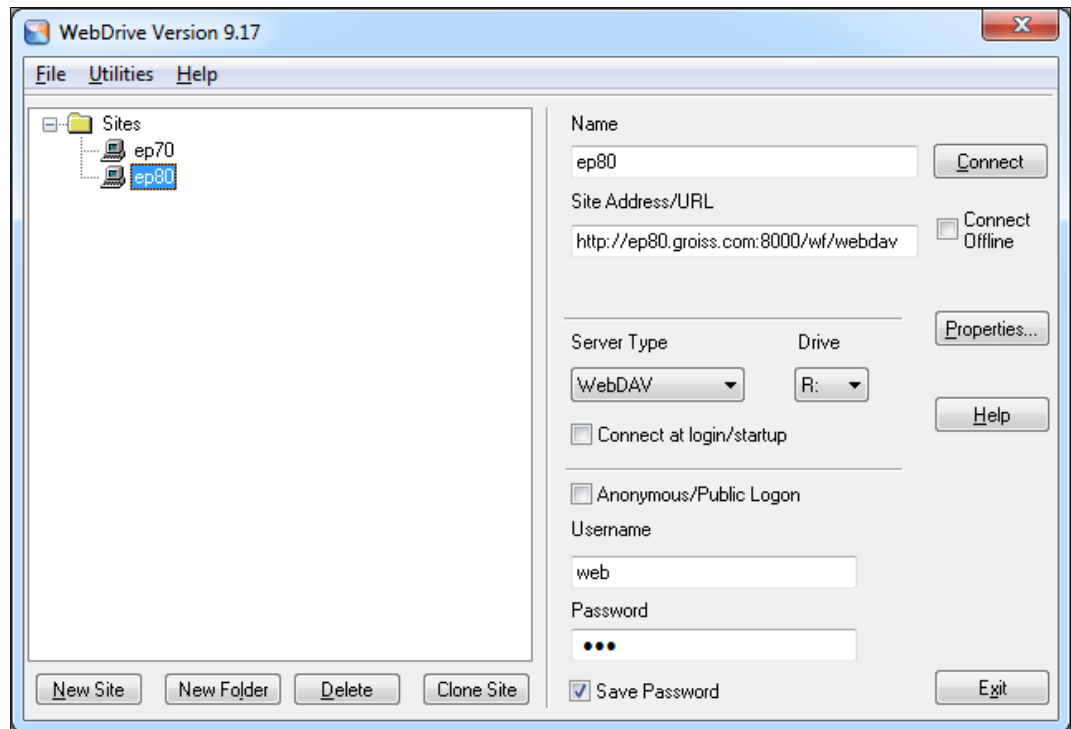 WebDrive Version 9.17
File Utilities Help
Sites
ep70
ep80
Name
ep80
Connect
Site Address/URL
http://ep80.groiss.com:8000/wf/webdav
Connect
Offline
Properties...
Server Type
Drive
WebDAV
R:
Help
Connect at login/startup
Anonymous/Public Logon
Username
web
Password
•••
Save Password
New Site
New Folder
Delete
Clone Site
Exit